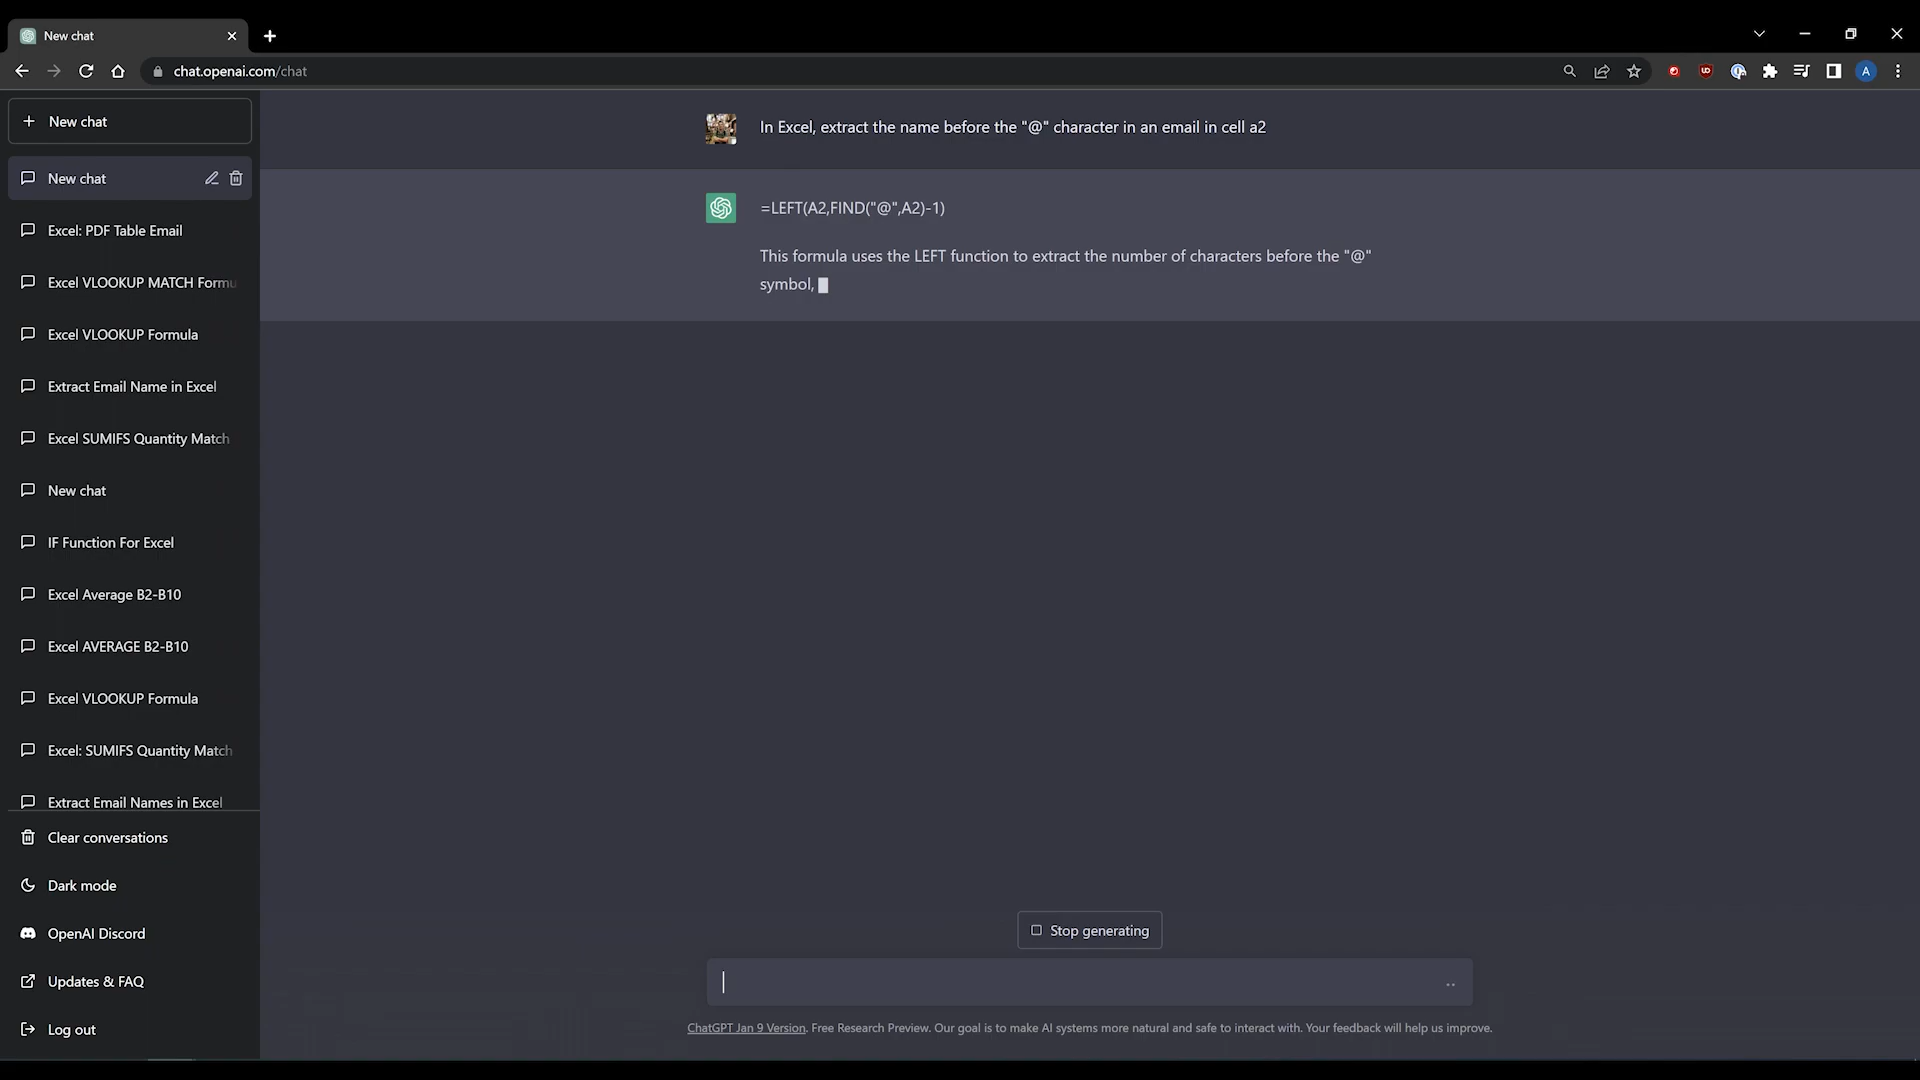 New chat
chat.openai.com/chat
A
New chat
New chat
Excel: PDF Table Email
Excel VLOOKUP MATCH Formu
Excel VLOOKUP Formula
Extract Email Name in Excel
Excel SUMIFS Quantity Match
New chat
IF Function For Excel
Excel Average B2-B10
Excel AVERAGE B2-B10
Excel VLOOKUP Formula
Excel: SUMIFS Quantity Match
Extract Email Names in Excel
Clear conversations
Dark mode
OpenAI Discord
Updates & FAQ
Log out
In Excel, extract the name before the "@" character in an email in cell a2
=LEFT(A2,FIND("@",A2)-1)
This formula uses the LEFT function to extract the number of characters before the "@"
symbol,
Stop generating
ChatGPT Jan 9 Version. Free Research Preview. Our goal is to make AI systems more natural and safe to interact with. Your feedback will help us improve.